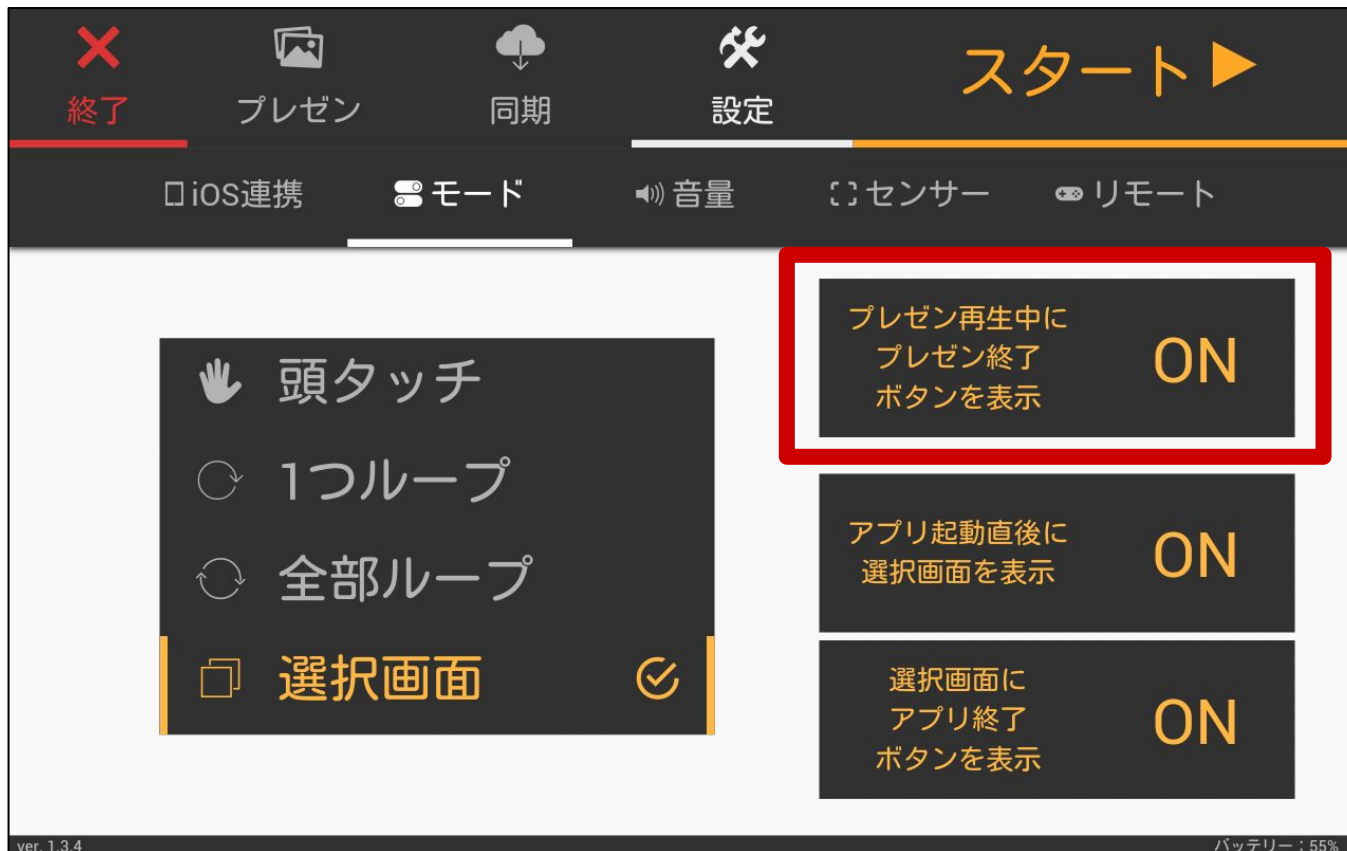 終了
プレゼン
同期
設定
スタート
iOS連携
モード
音量
センサー
リモート
頭タッチ
1つループ
全部ループ
選択画面
プレゼン再生中に
プレゼン終了
ボタンを表示
ON
アプリ起動直後に
選択画面を表示
ON
選択画面に
アプリ終了
ボタンを表示
ON
ver. 1.3.4
バッテリー：55%